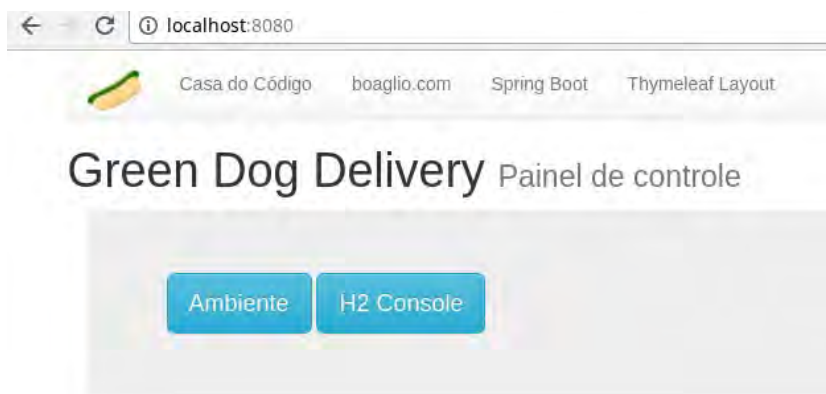 localhost:8080
Casa do Código boaglio.com Spring Boot Thymeleaf Layout
Green Dog Delivery Painel de controle
Ambiente H2 Console